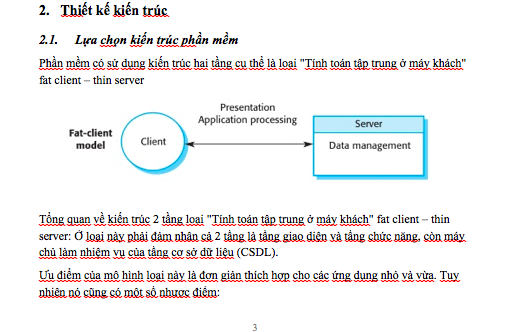 2. Thiết kế kiến trúc
2.1. Lựa chọn kiến trúc phần mềm
Phần mềm có sử dụng kiến trúc hai tầng cụ thể là loại "Tính toán tập trung ở máy khách"
fat client – thin server
Presentation
Application processing
Fat-client
model
Client
Server
Data management
Tổng quan về kiến trúc 2 tầng loại "Tính toán tập trung ở máy khách" fat client – thin
server: Ở loại này phải đảm nhân cả 2 tầng là tầng giao diện và tầng chức năng, còn máy
chủ làm nhiệm vụ của tầng cơ sở dữ liệu (CSDL).
Ưu điểm của mô hình loại này là đơn giản thích hợp cho các ứng dụng nhỏ và vừa. Tuy
nhiên nó cũng có một số nhược điểm:
3